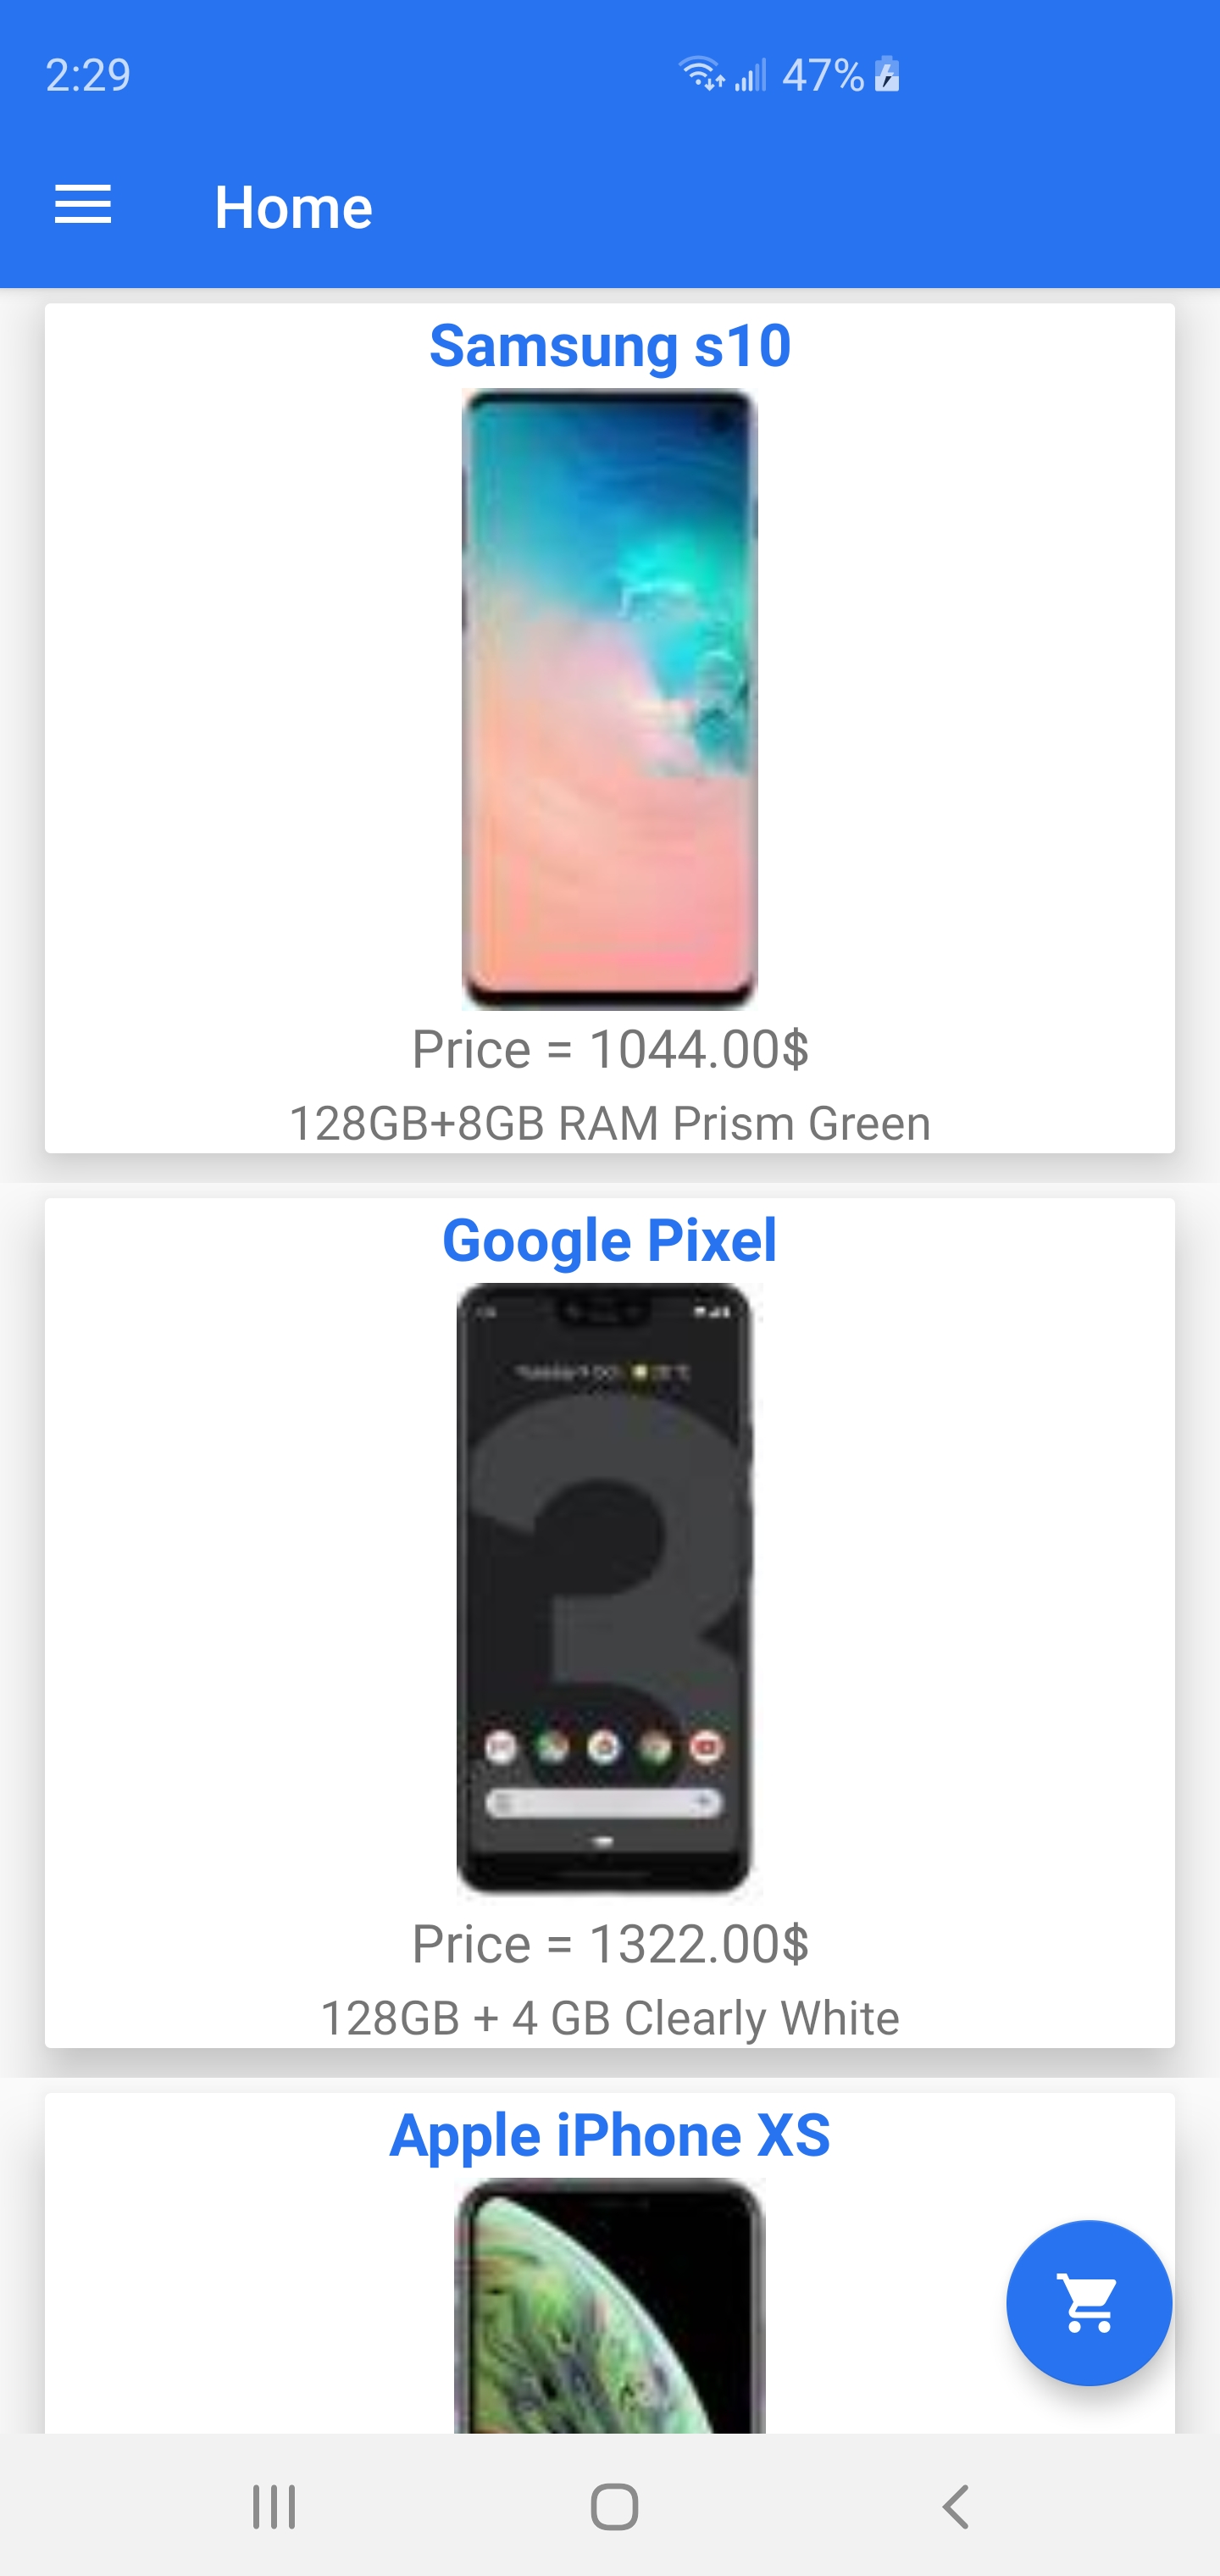 2:29
47%
Home
Samsung s10
Price = 1044.00$
128GB+8GB RAM Prism Green
Google Pixel
Price = 1322.00$
128GB + 4 GB Clearly White
Apple iPhone XS